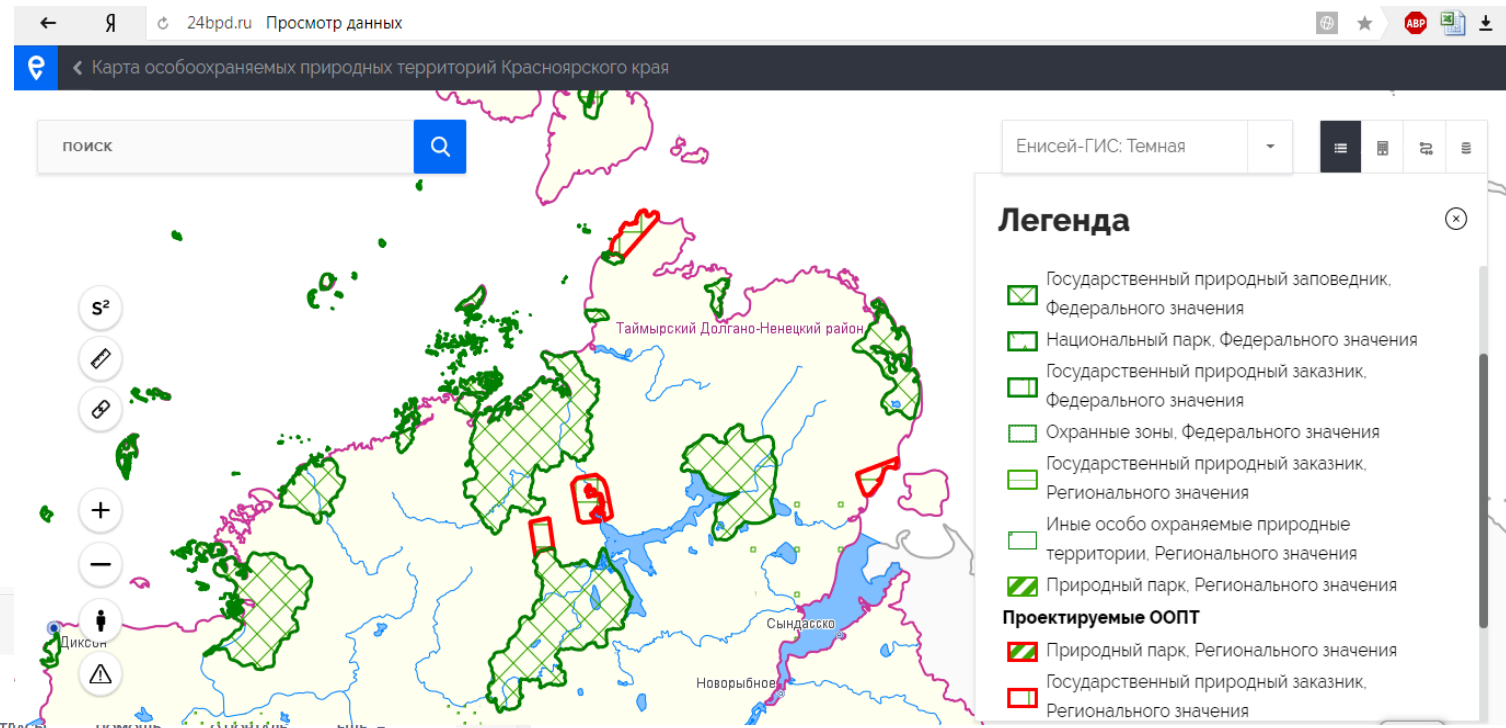 24bpd.ru Просмотр данных
ABP
Карта особоохраняемых природных территорий Красноярского края
ПОИСК
Енисей-ГИС: Темная
Легенда
Государственный природный заповедник,
Федерального значения
Национальный парк, Федерального значения
Государственный природный заказник,
Федерального значения
Охранные зоны, Федерального значения
Государственный природный заказник,
Регионального значения
Иные особо охраняемые природные
территории, Регионального значения
Природный парк, Регионального значения
Проектируемые ООПТ
Природный парк, Регионального значения
Государственный природный заказник,
Регионального значения
S²
Таймырский Долгано-Ненецкий район
Сындасско
Диксон
Новорыбное